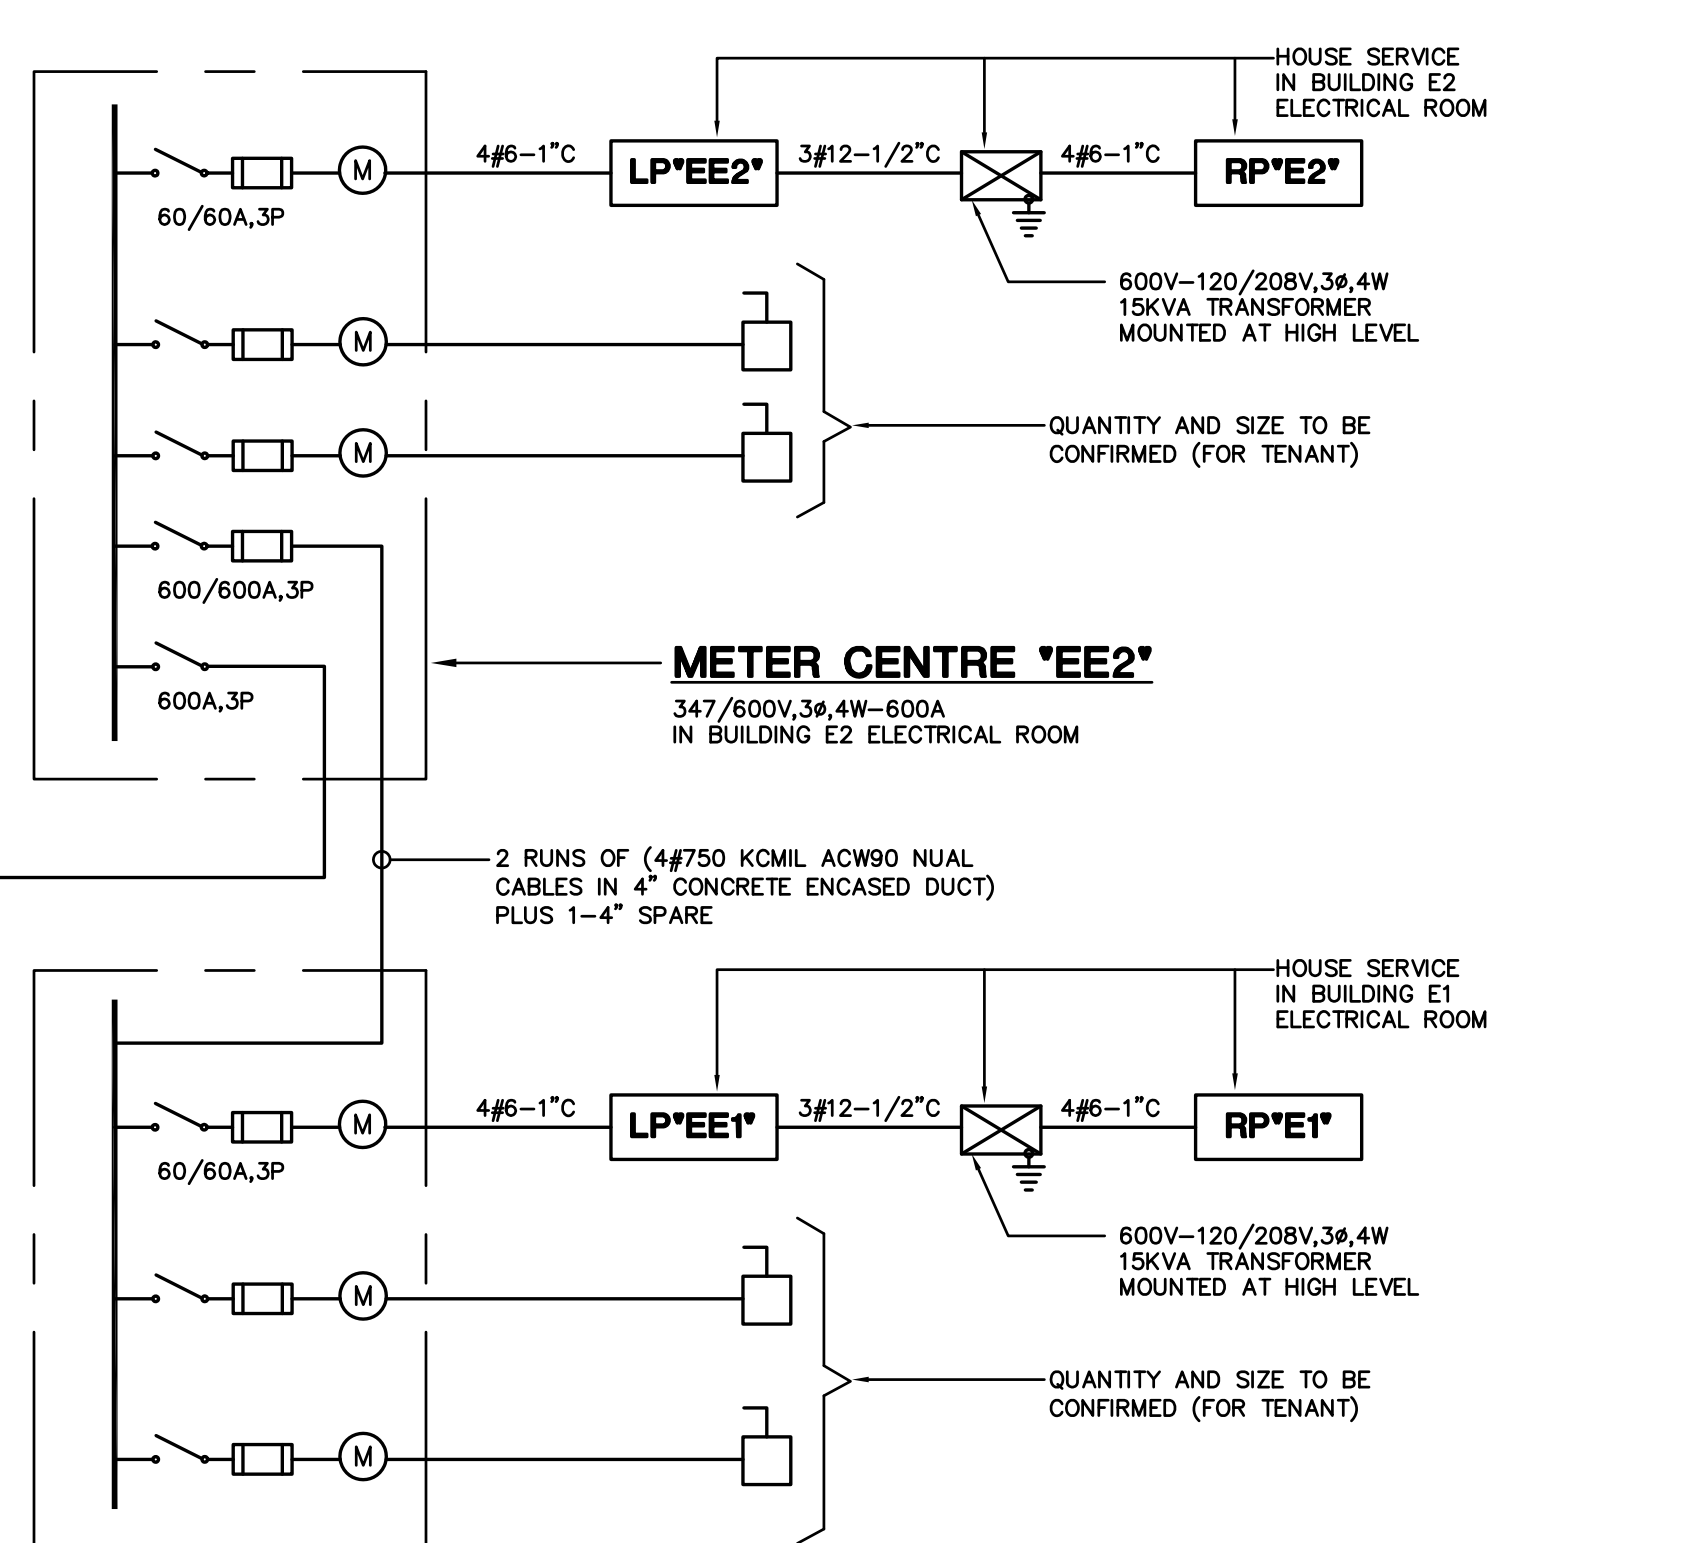 HOUSE SERVICE
IN BUILDING E2
ELECTRICAL ROOM
M
4#6-1"C
LP"EE2"
3#12-1/2"C
4#6-1"C
RP"E2"
60/60A,3P
600V-120/208V,3ø,4W
15KVA TRANSFORMER
MOUNTED AT HIGH LEVEL
M
QUANTITY AND SIZE TO BE
CONFIRMED (FOR TENANT)
M
600/600A,3P
METER CENTRE "EE2"
600A,3P
347/600V,3ø,4W-600A
IN BUILDING E2 ELECTRICAL ROOM
2 RUNS OF (4#750 KCMIL ACW90 NUAL
CABLES IN 4" CONCRETE ENCASED DUCT)
PLUS 1-4" SPARE
HOUSE SERVICE
IN BUILDING E1
ELECTRICAL ROOM
M
4#6-1"C
LP"EE1"
3#12-1/2"C
4#6-1"C
RP"E1"
60/60A,3P
600V-120/208V,3ø,4W
15KVA TRANSFORMER
MOUNTED AT HIGH LEVEL
M
QUANTITY AND SIZE TO BE
CONFIRMED (FOR TENANT)
M